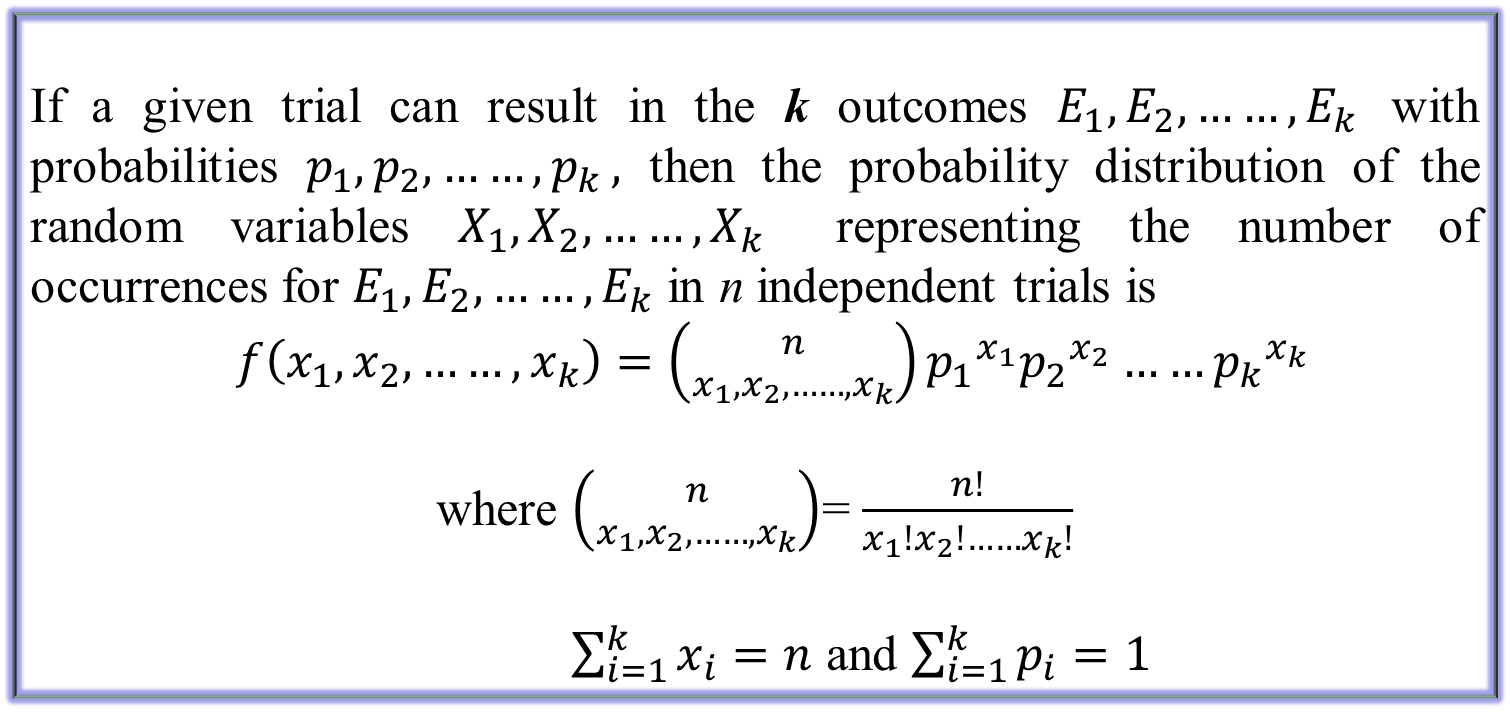 If a given trial can result in the k outcomes E₁, E₂, … … , Eₖ with
probabilities p₁, p₂, … … , pₖ , then the probability distribution of the
random variables X₁, X₂, … … , Xₖ representing the number of
occurrences for E₁, E₂, … … , Eₖ in n independent trials is
f(x₁, x₂, … … , xₖ) = (n x₁,x₂,……,xₖ) p₁^x₁ p₂^x₂ … … pₖ^xₖ
where (n x₁,x₂,……,xₖ) = n! / x₁!x₂!……xₖ!
∑ᵢ₌₁ᵏ xᵢ = n and ∑ᵢ₌₁ᵏ pᵢ = 1